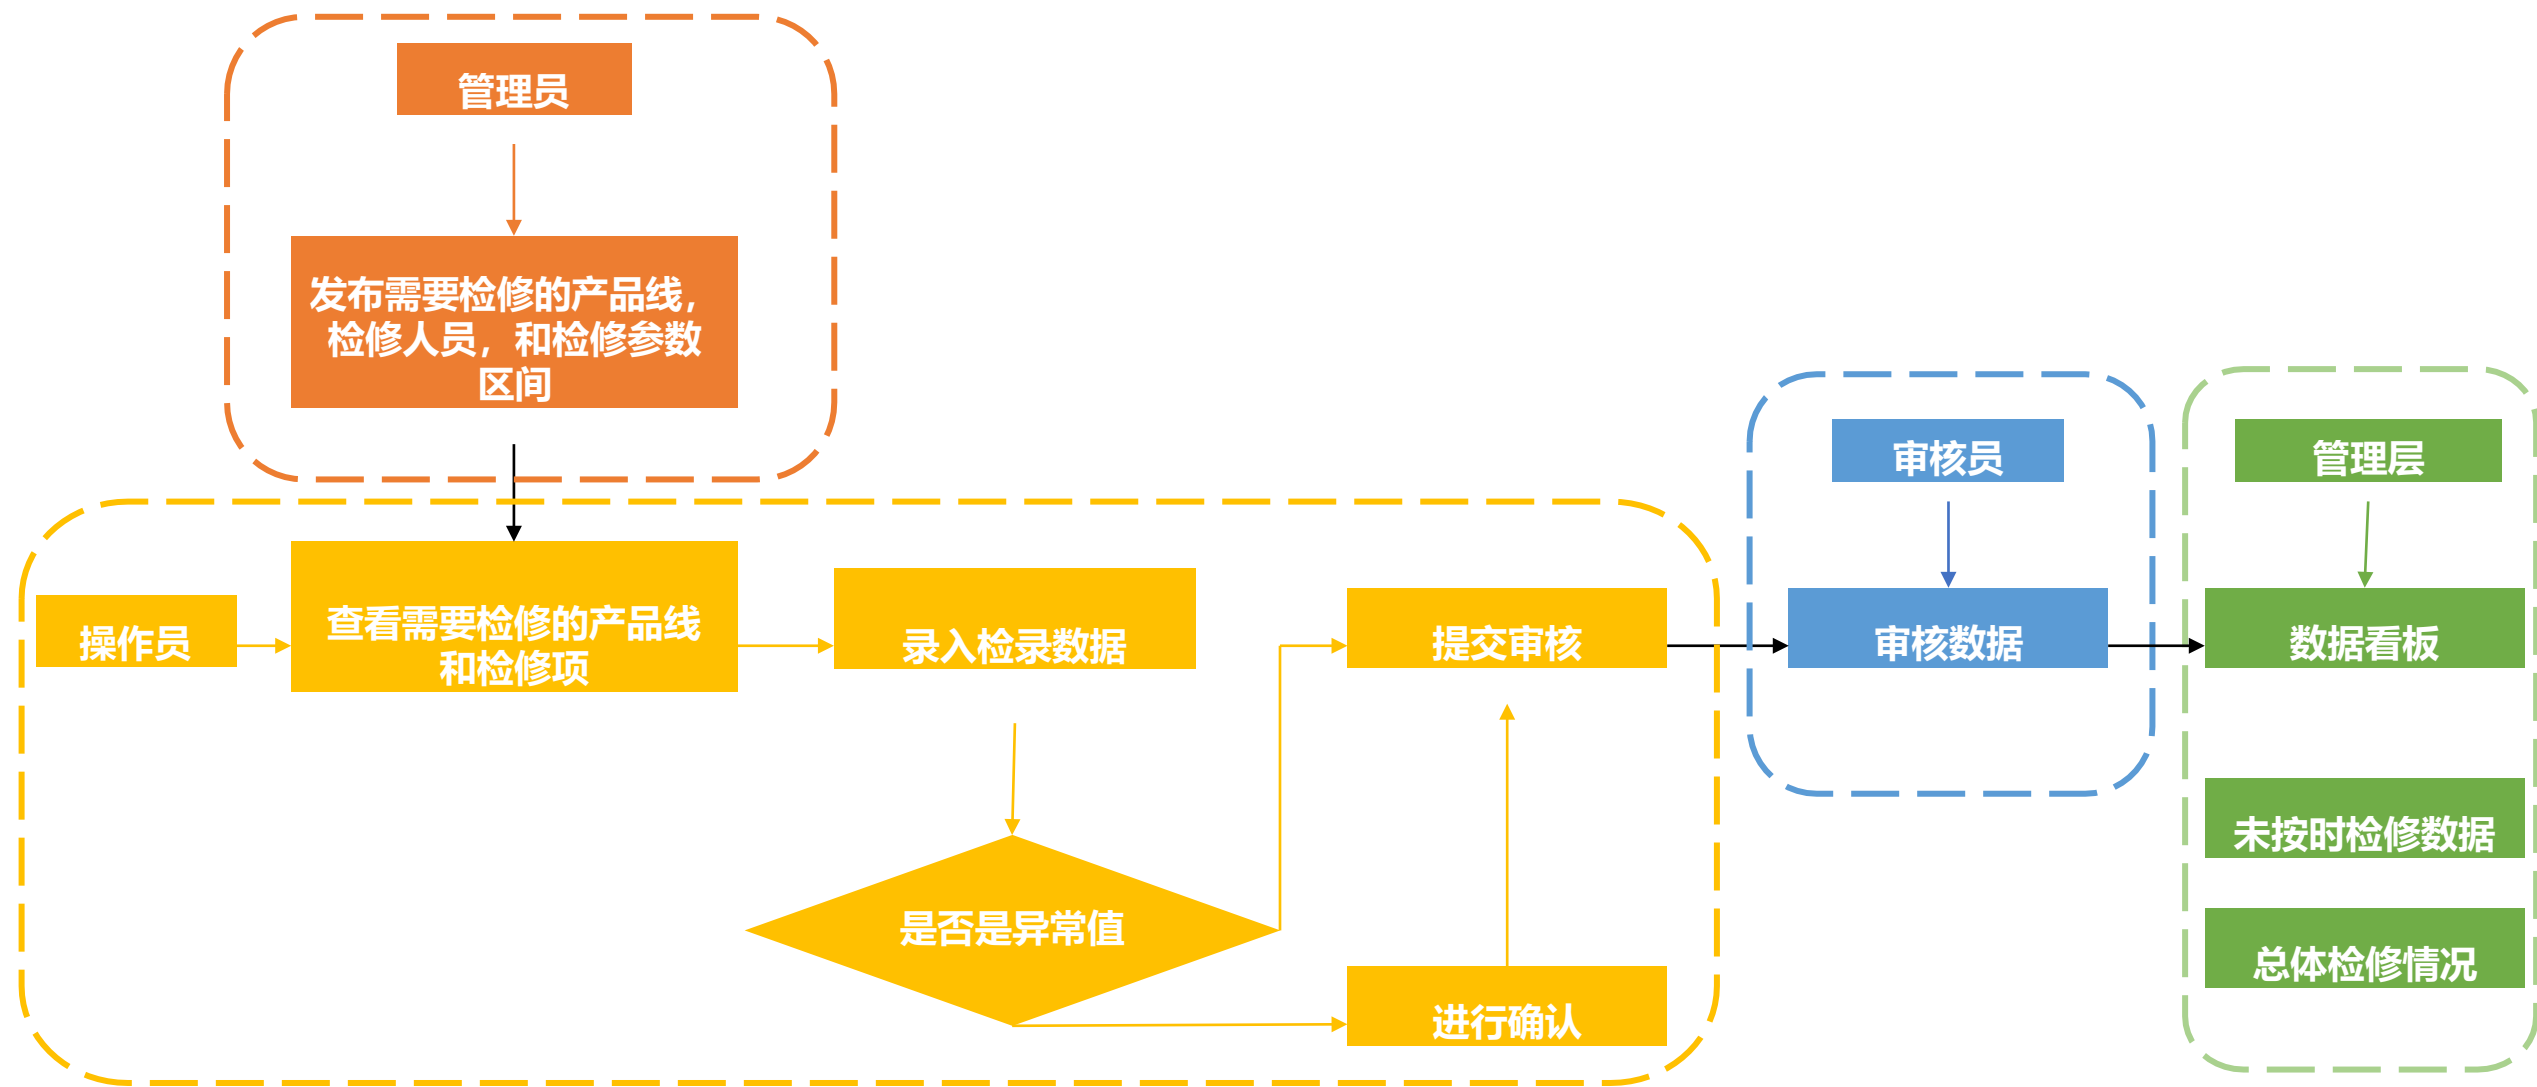 管理员
发布需要检修的产品线，
检修人员，和检修参数
区间
操作员
查看需要检修的产品线
和检修项
录入检录数据
是否是异常值
提交审核
进行确认
审核员
审核数据
管理层
数据看板
未按时检修数据
总体检修情况